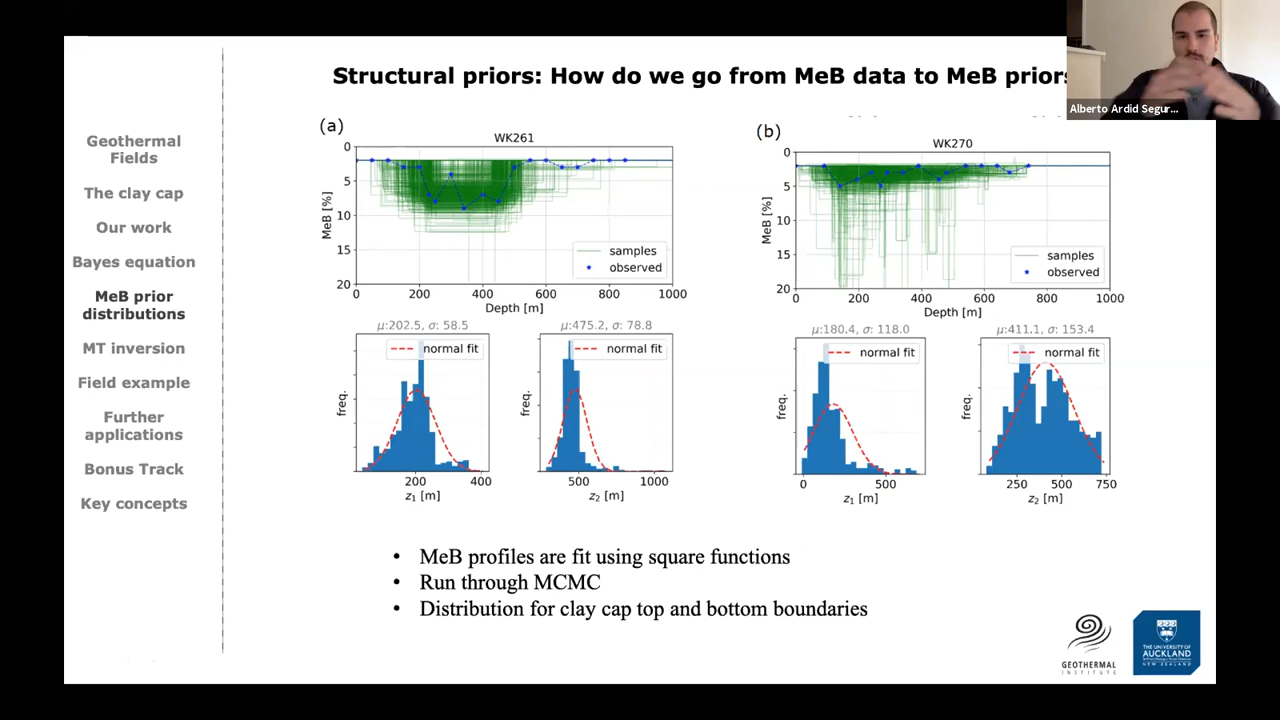 Structural priors: How do we go from MeB data to MeB priors
Alberto Ardid Segur...
Geothermal
Fields
The clay cap
Our work
Bayes equation
MeB prior
distributions
MT inversion
Field example
Further
applications
Bonus Track
Key concepts
(a)
WK261
MeB [%]
0
5
10
15
20
samples
observed
0 200 400 600 800 1000
Depth [m]
μ:202.5, σ: 58.5
normal fit
freq.
200 400
z1 [m]
μ:475.2, σ: 78.8
normal fit
freq.
500 1000
z2 [m]
(b)
WK270
MeB [%]
0
5
10
15
20
samples
observed
0 200 400 600 800 1000
Depth [m]
μ:180.4, σ: 118.0
normal fit
freq.
0 500
z1 [m]
μ:411.1, σ: 153.4
normal fit
freq.
250 500 750
z2 [m]
• MeB profiles are fit using square functions
• Run through MCMC
• Distribution for clay cap top and bottom boundaries
GEOTHERMAL
INSTITUTE
THE UNIVERSITY OF
AUCKLAND
NEW ZEALAND